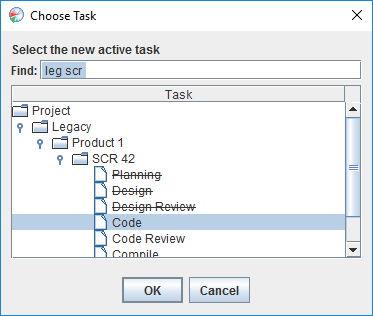 Choose Task
Select the new active task
Find: leg scr
Task
Project
Legacy
Product 1
SCR 42
Planning
Design
Design Review
Code
Code Review
Compile
OK Cancel